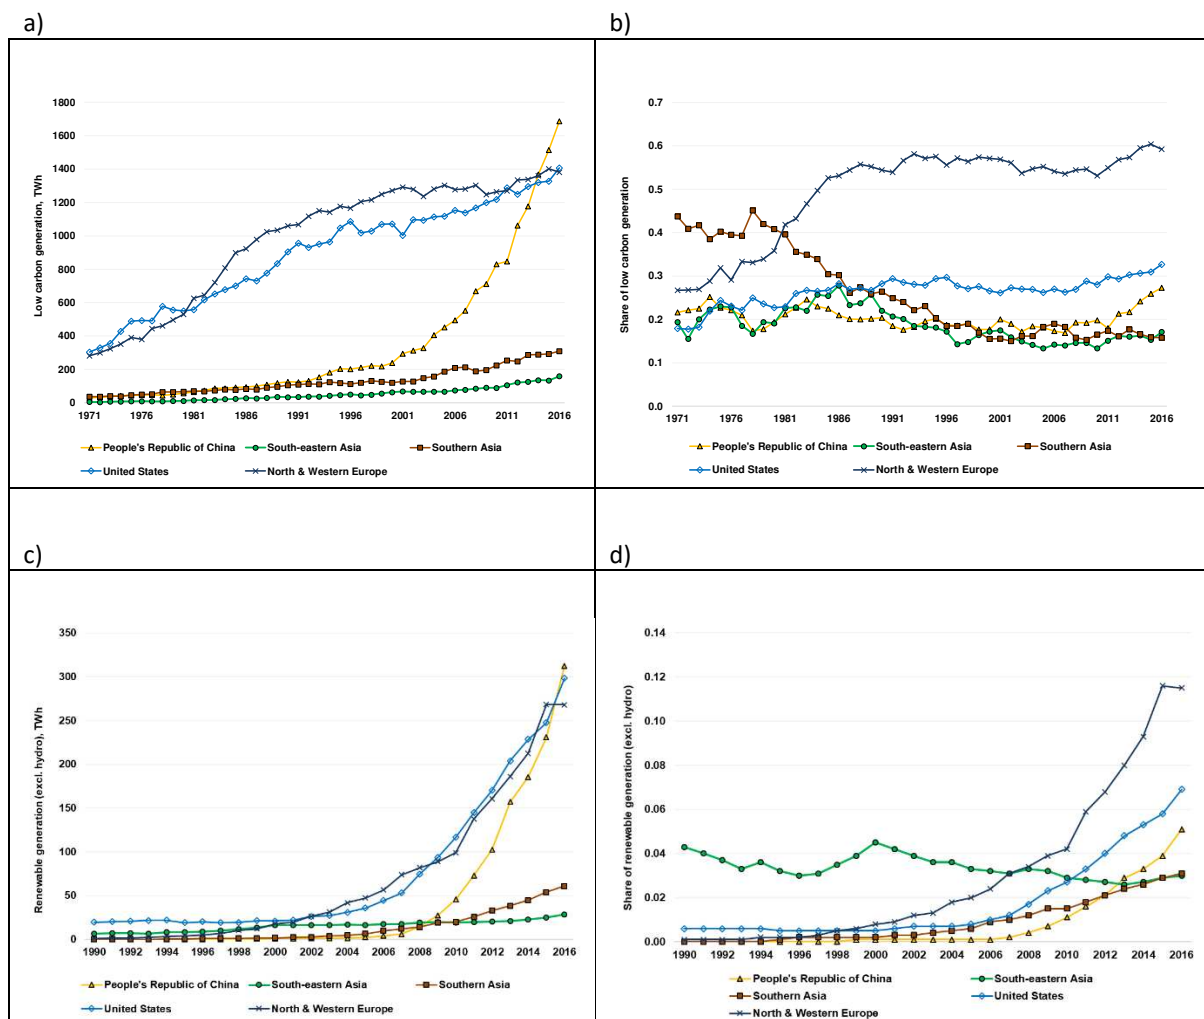 a)
b)
Low carbon generation, TWh
1800
1600
1400
1200
1000
800
600
400
200
0
1971 1976 1981 1986 1991 1996 2001 2006 2011 2016
People's Republic of China South-eastern Asia Southern Asia
United States North & Western Europe
Share of low carbon generation
0.7
0.6
0.5
0.4
0.3
0.2
0.1
0.0
1971 1976 1981 1986 1991 1996 2001 2006 2011 2016
People's Republic of China South-eastern Asia Southern Asia
United States North & Western Europe
c)
d)
Renewable generation (excl. hydro), TWh
350
300
250
200
150
100
50
0
1990 1992 1994 1996 1998 2000 2002 2004 2006 2008 2010 2012 2014 2016
People's Republic of China South-eastern Asia Southern Asia
United States North & Western Europe
Share of renewable generation (excl. hydro)
0.14
0.12
0.10
0.08
0.06
0.04
0.02
0.00
1990 1992 1994 1996 1998 2000 2002 2004 2006 2008 2010 2012 2014 2016
People's Republic of China South-eastern Asia
Southern Asia United States
North & Western Europe